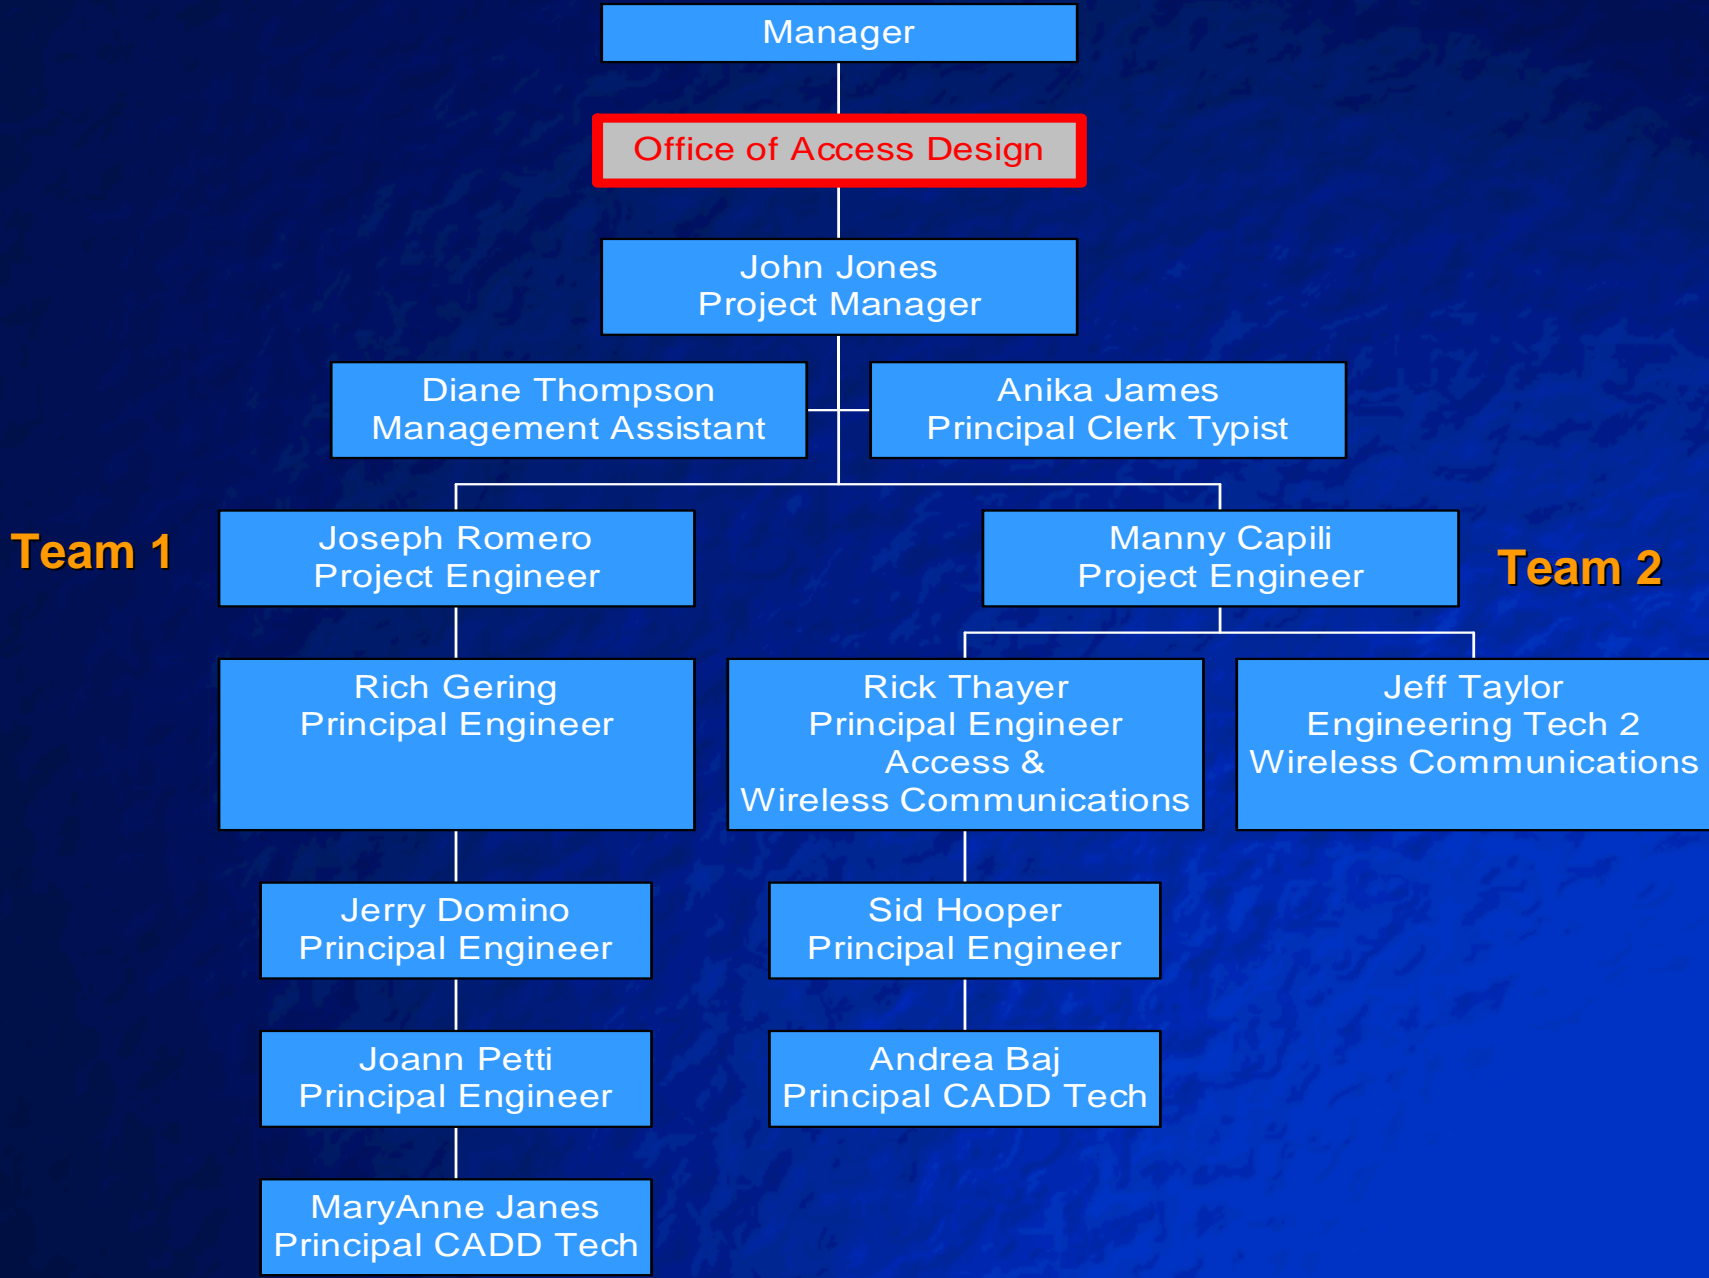 Manager
Office of Access Design
John Jones
Project Manager
Diane Thompson
Management Assistant
Anika James
Principal Clerk Typist
Team 1
Joseph Romero
Project Engineer
Manny Capili
Project Engineer
Team 2
Rich Gering
Principal Engineer
Rick Thayer
Principal Engineer
Access &
Wireless Communications
Jeff Taylor
Engineering Tech 2
Wireless Communications
Jerry Domino
Principal Engineer
Sid Hooper
Principal Engineer
Joann Petti
Principal Engineer
Andrea Baj
Principal CADD Tech
MaryAnne Janes
Principal CADD Tech